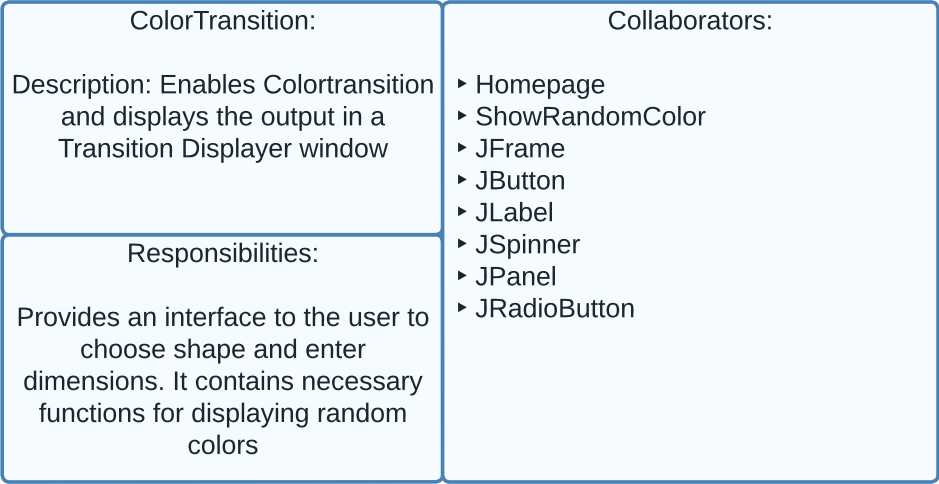 ColorTransition:
Description: Enables Colortransition
and displays the output in a
Transition Displayer window
Responsibilities:
Provides an interface to the user to
choose shape and enter
dimensions. It contains necessary
functions for displaying random
colors
Collaborators:
‣ Homepage
‣ ShowRandomColor
‣ JFrame
‣ JButton
‣ JLabel
‣ JSpinner
‣ JPanel
‣ JRadioButton